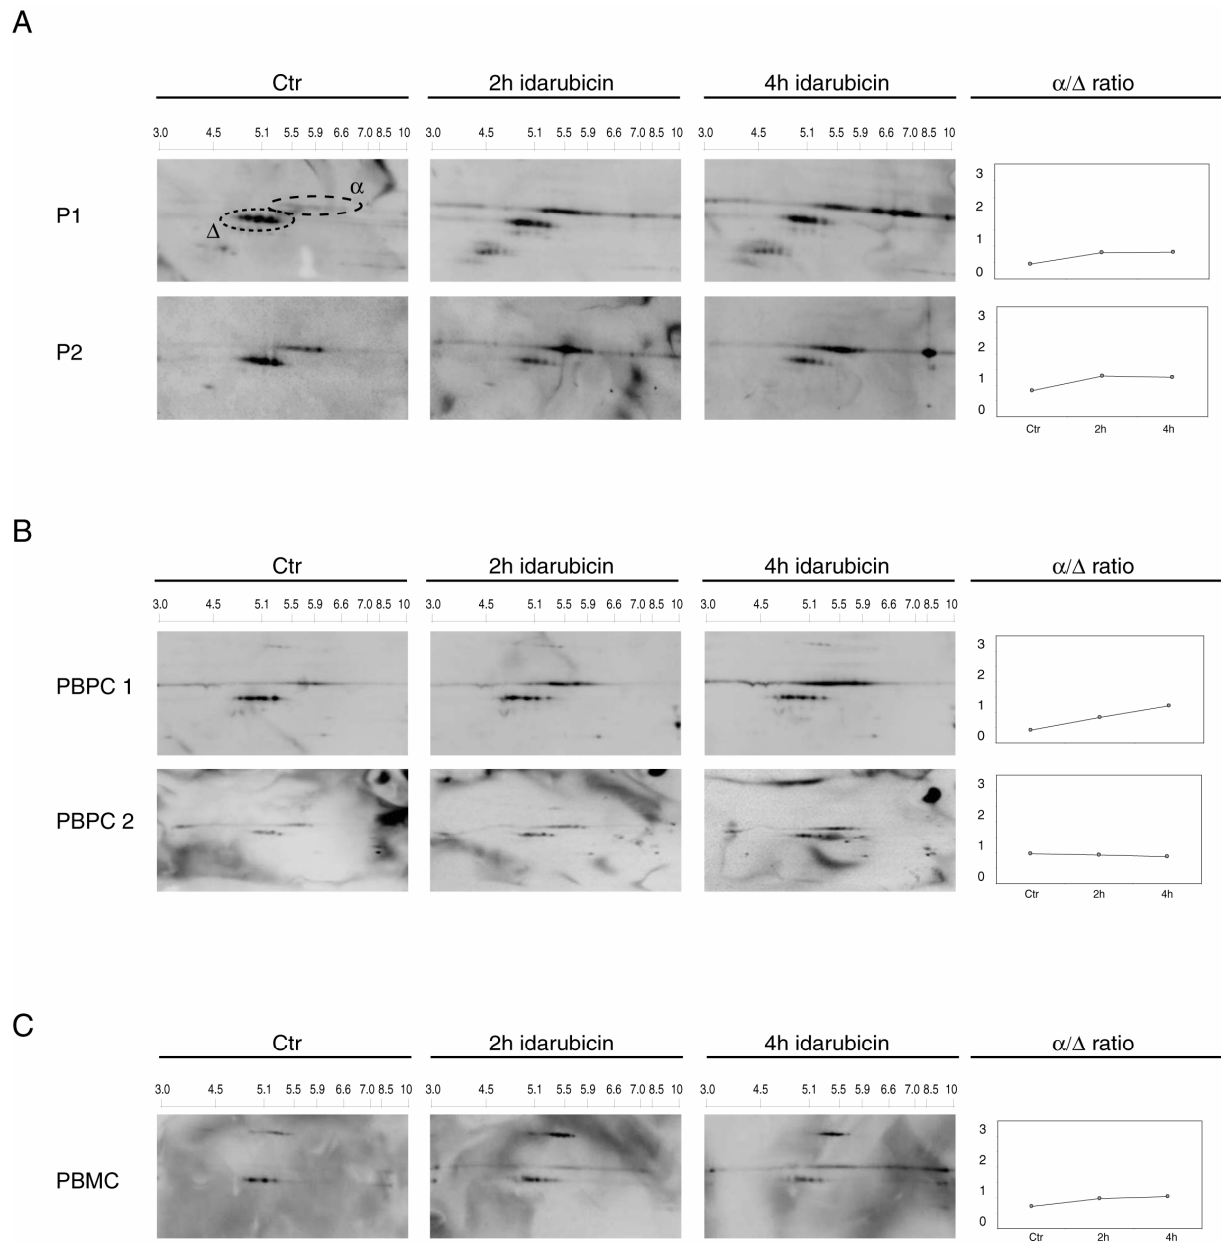 A
Ctr 2h idarubicin 4h idarubicin α/Δ ratio
3.0 4.5 5.1 5.5 5.9 6.6 7.0 8.5 10 3.0 4.5 5.1 5.5 5.9 6.6 7.0 8.5 10 3.0 4.5 5.1 5.5 5.9 6.6 7.0 8.5 10
P1 α Δ 3 2 1 0
P2 3 2 1 0
Ctr 2h 4h
B
Ctr 2h idarubicin 4h idarubicin α/Δ ratio
3.0 4.5 5.1 5.5 5.9 6.6 7.0 8.5 10 3.0 4.5 5.1 5.5 5.9 6.6 7.0 8.5 10 3.0 4.5 5.1 5.5 5.9 6.6 7.0 8.5 10
PBPC 1 3 2 1 0
PBPC 2 3 2 1 0
Ctr 2h 4h
C
Ctr 2h idarubicin 4h idarubicin α/Δ ratio
3.0 4.5 5.1 5.5 5.9 6.6 7.0 8.5 10 3.0 4.5 5.1 5.5 5.9 6.6 7.0 8.5 10 3.0 4.5 5.1 5.5 5.9 6.6 7.0 8.5 10
PBMC 3 2 1 0
Ctr 2h 4h